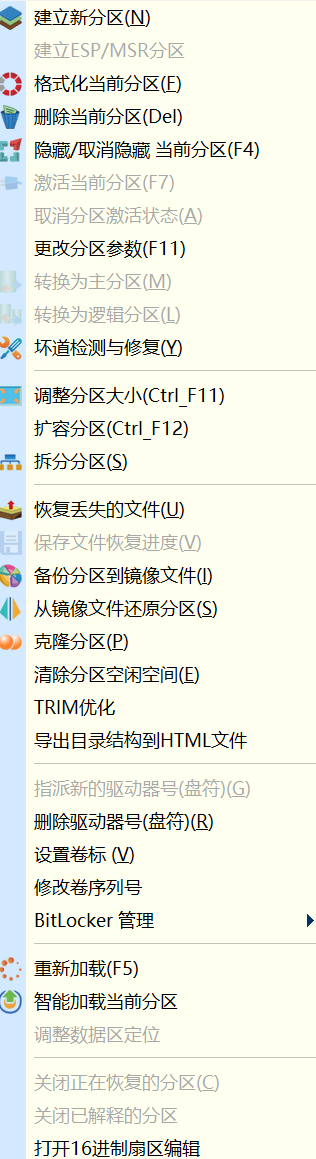 建立新分区(N)
建立ESP/MSR分区
格式化当前分区(F)
删除当前分区(Del)
隐藏/取消隐藏 当前分区(F4)
激活当前分区(F7)
取消分区激活状态(A)
更改分区参数(F11)
转换为主分区(M)
转换为逻辑分区(L)
坏道检测与修复(Y)
调整分区大小(Ctrl_F11)
扩容分区(Ctrl_F12)
拆分分区(S)
恢复丢失的文件(U)
保存文件恢复进度(V)
备份分区到镜像文件(I)
从镜像文件还原分区(S)
克隆分区(P)
清除分区空闲空间(E)
TRIM优化
导出目录结构到HTML文件
指派新的驱动器号(盘符)(G)
删除驱动器号(盘符)(R)
设置卷标 (V)
修改卷序列号
BitLocker 管理
重新加载(F5)
智能加载当前分区
调整数据区定位
关闭正在恢复的分区(C)
关闭已解释的分区
打开16进制扇区编辑